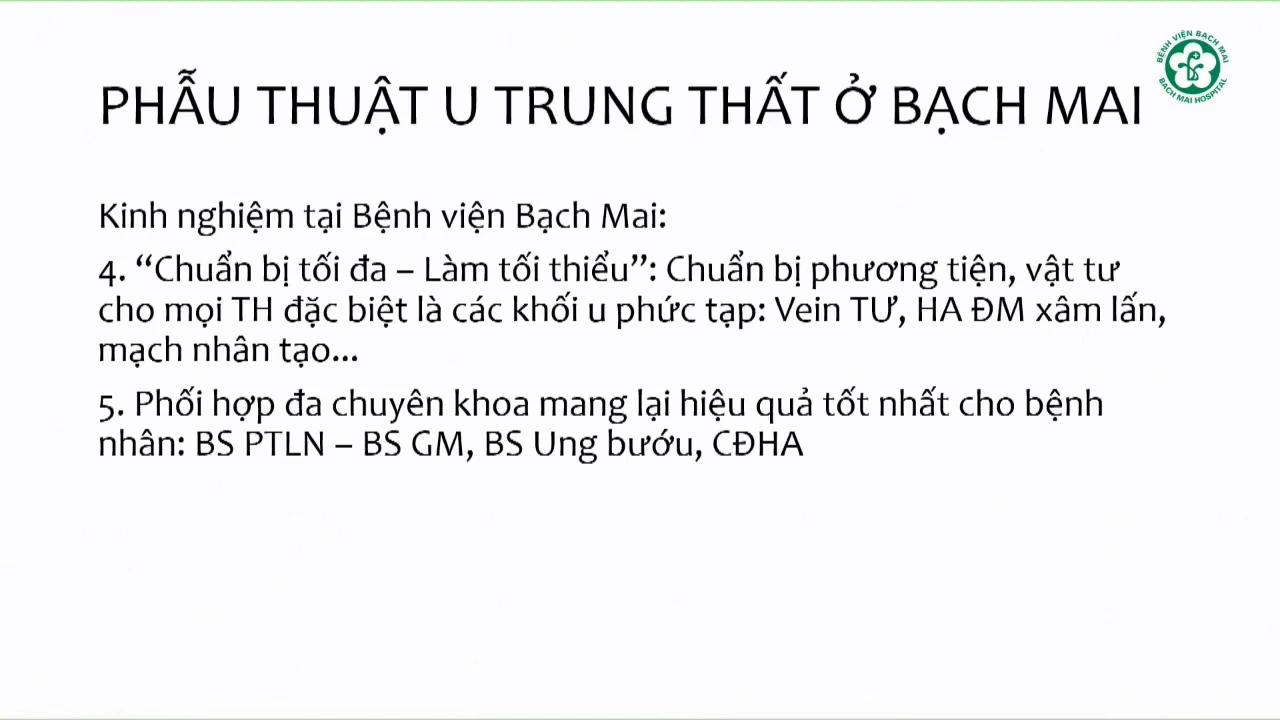 BỆNH VIỆN BẠCH MAI
BACH MAI HOSPITAL
PHẪU THUẬT U TRUNG THẤT Ở BẠCH MAI
Kinh nghiệm tại Bệnh viện Bạch Mai:
4. “Chuẩn bị tối đa – Làm tối thiểu”: Chuẩn bị phương tiện, vật tư
cho mọi TH đặc biệt là các khối u phức tạp: Vein TƯ, HA ĐM xâm lấn,
mạch nhân tạo...
5. Phối hợp đa chuyên khoa mang lại hiệu quả tốt nhất cho bệnh
nhân: BS PTLN – BS GM, BS Ung bướu, CĐHA